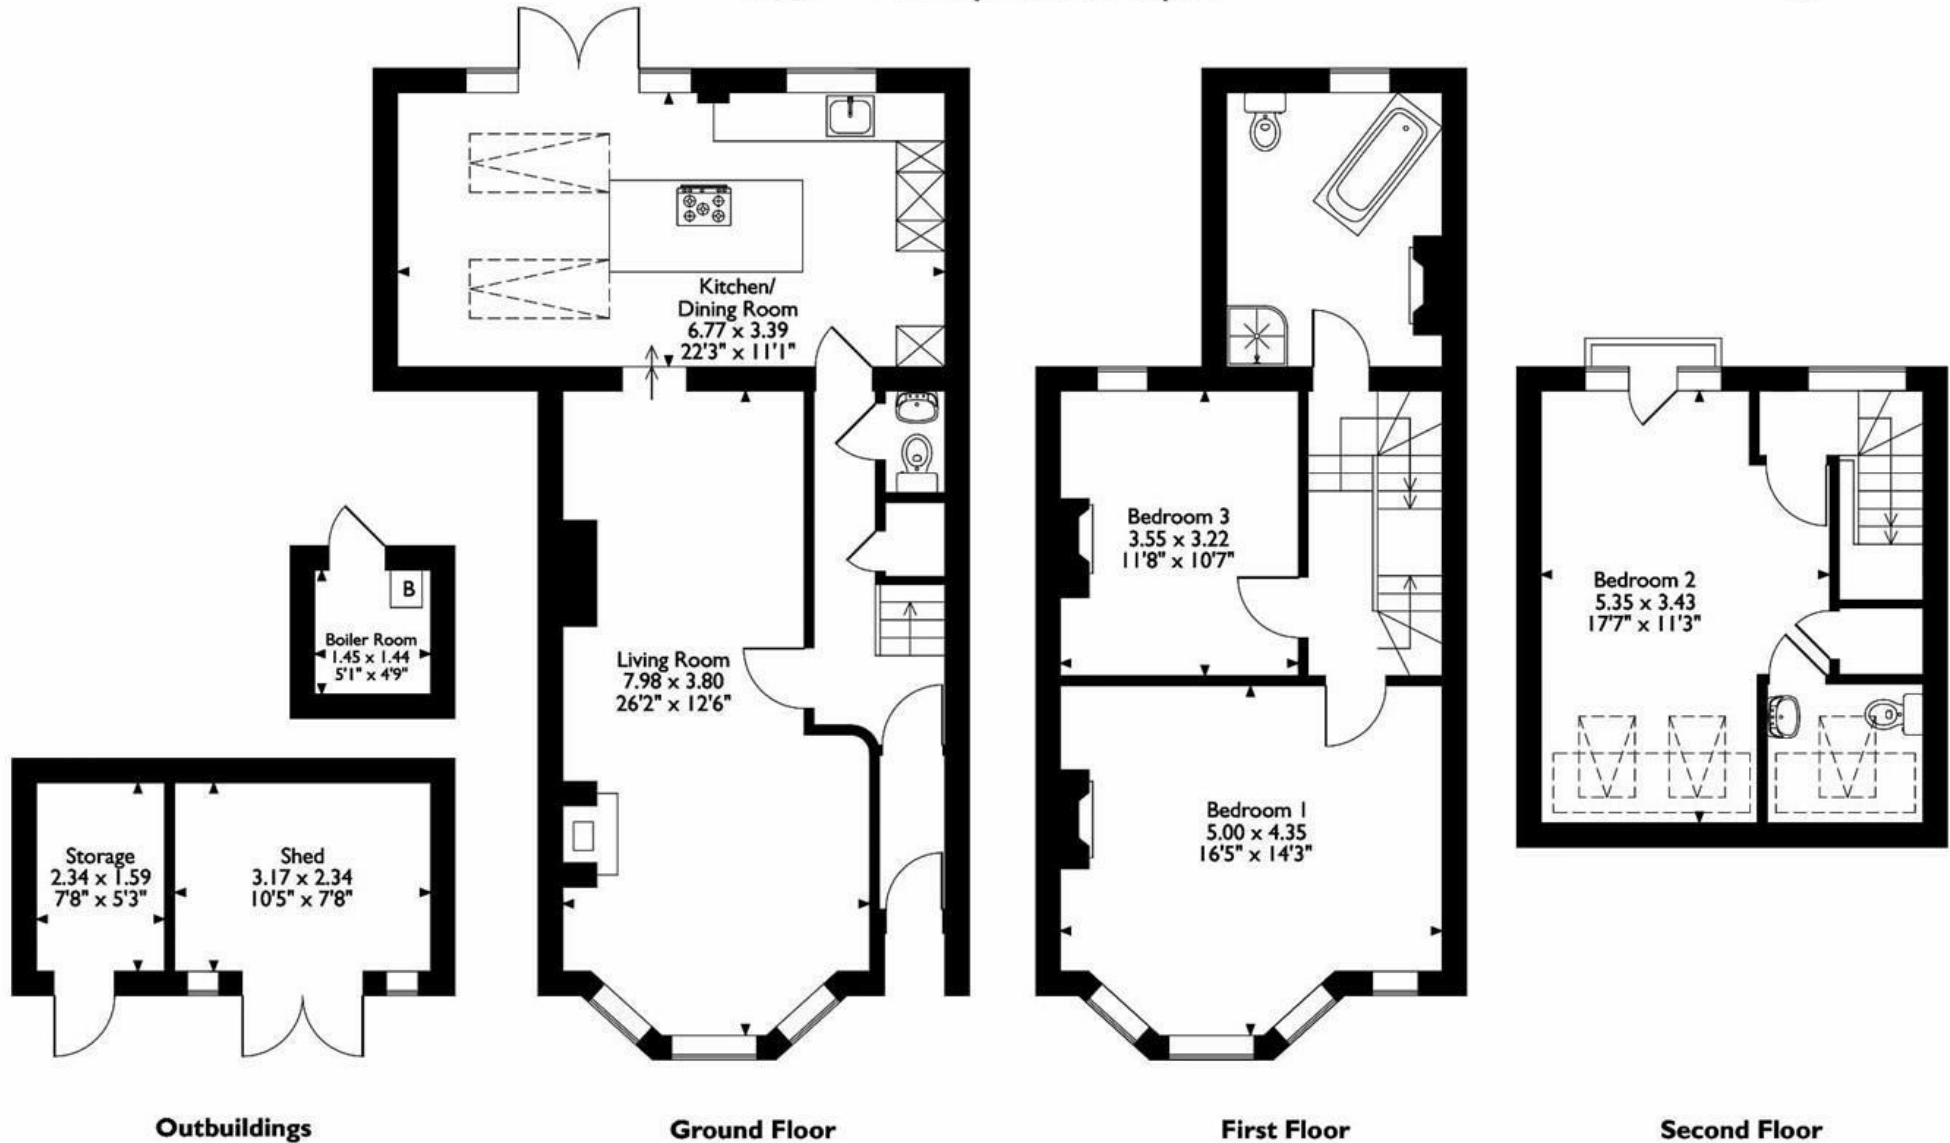 Kitchen/
Dining Room
6.77 x 3.39
22'3" x 11'1"
Boiler Room
1.45 x 1.44
5'1" x 4'9"
B
Storage
2.34 x 1.59
7'8" x 5'3"
Shed
3.17 x 2.34
10'5" x 7'8"
Living Room
7.98 x 3.80
26'2" x 12'6"
Bedroom 3
3.55 x 3.22
11'8" x 10'7"
Bedroom 1
5.00 x 4.35
16'5" x 14'3"
Bedroom 2
5.35 x 3.43
17'7" x 11'3"
Outbuildings
Ground Floor
First Floor
Second Floor